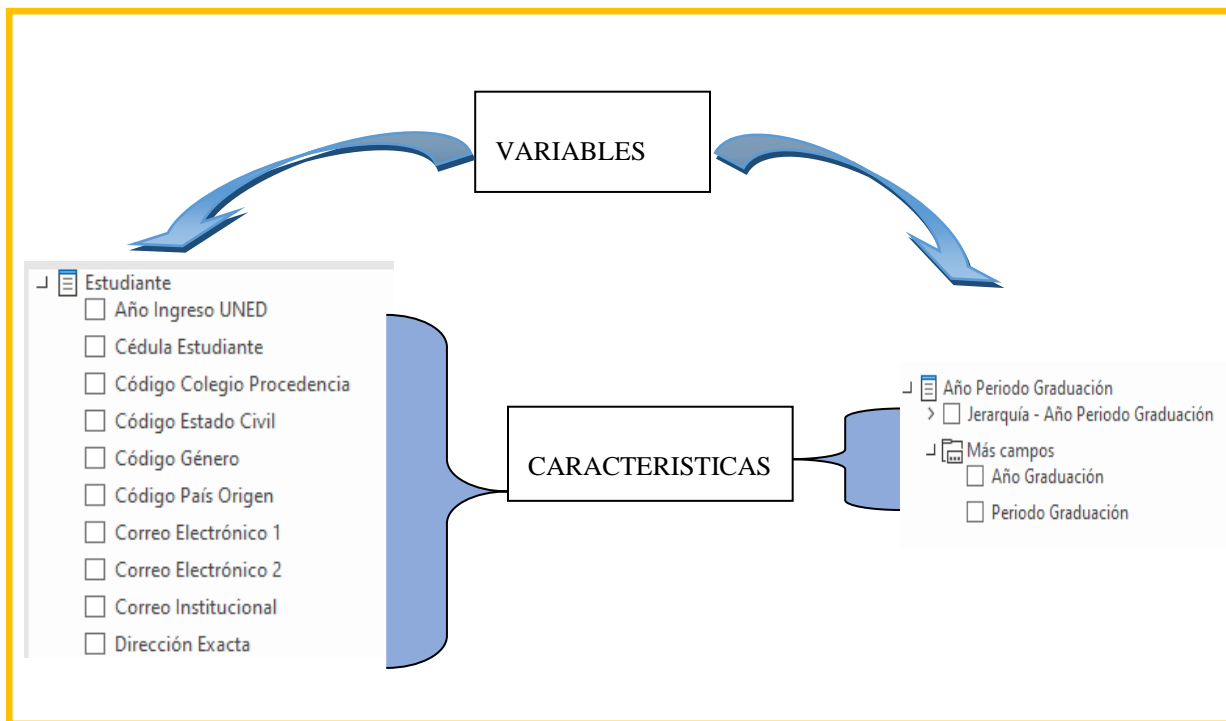 VARIABLES
Estudiante
Año Ingreso UNED
Cédula Estudiante
Código Colegio Procedencia
Código Estado Civil
Código Género
Código País Origen
Correo Electrónico 1
Correo Electrónico 2
Correo Institucional
Dirección Exacta
CARACTERISTICAS
Año Periodo Graduación
Jerarquía - Año Periodo Graduación
Más campos
Año Graduación
Periodo Graduación